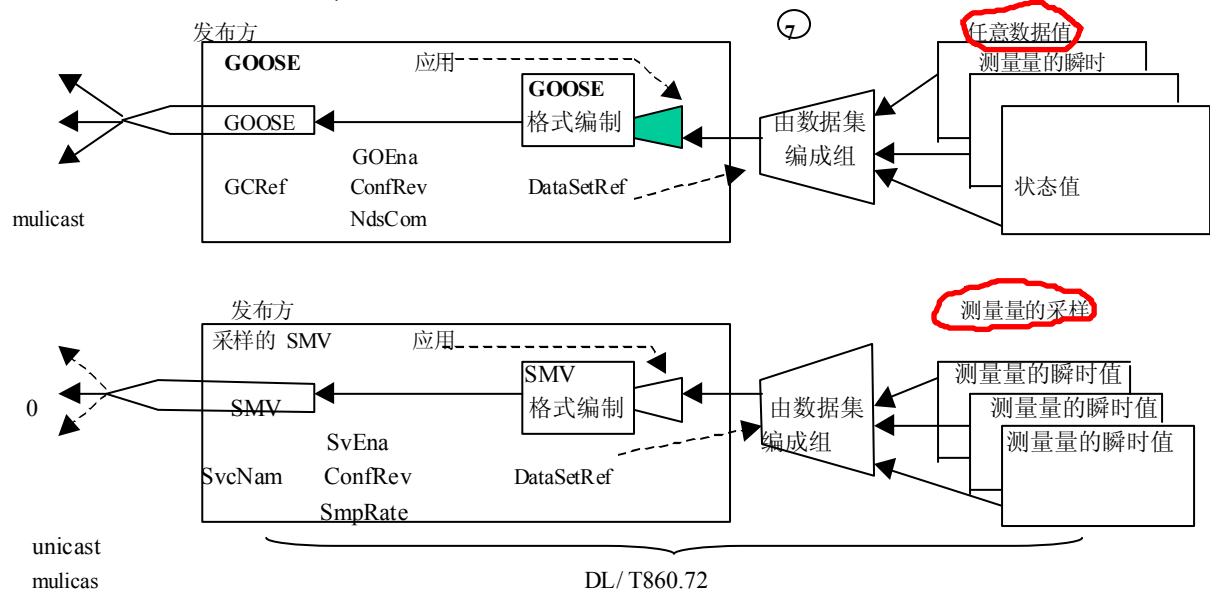 发布方
⑦
任意数据值
GOOSE
应用
测量量的瞬时
GOOSE
格式编制
GOOSE
由数据集
编成组
GOEna
GCRef
ConfRev
DataSetRef
状态值
NdsCom
mulicast
发布方
测量量的采样
采样的 SMV
应用
SMV
格式编制
测量量的瞬时值
测量量的瞬时值
测量量的瞬时值
0
SMV
由数据集
编成组
SvEna
SvcNam
ConfRev
DataSetRef
SmpRate
unicast
mulicas
DL/ T860.72